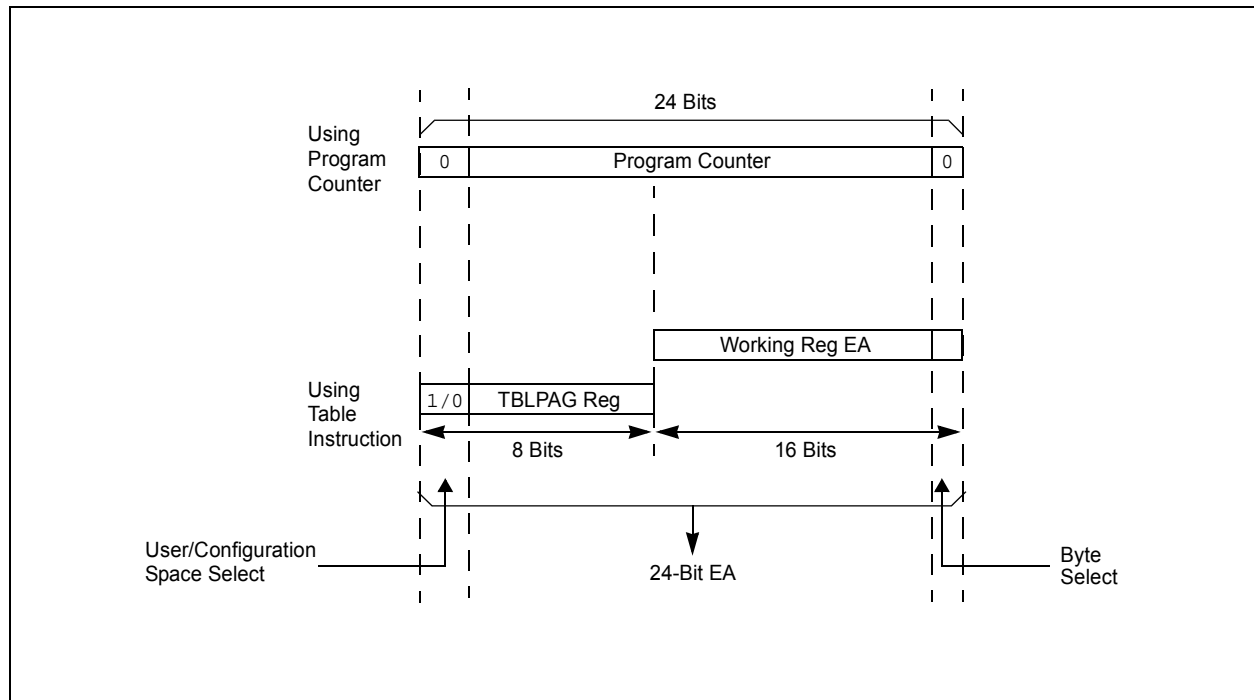 24 Bits
Using
Program
Counter
0
Program Counter
0
Working Reg EA
Using
Table
Instruction
1/0
TBLPAG Reg
8 Bits
16 Bits
User/Configuration
Space Select
24-Bit EA
Byte
Select